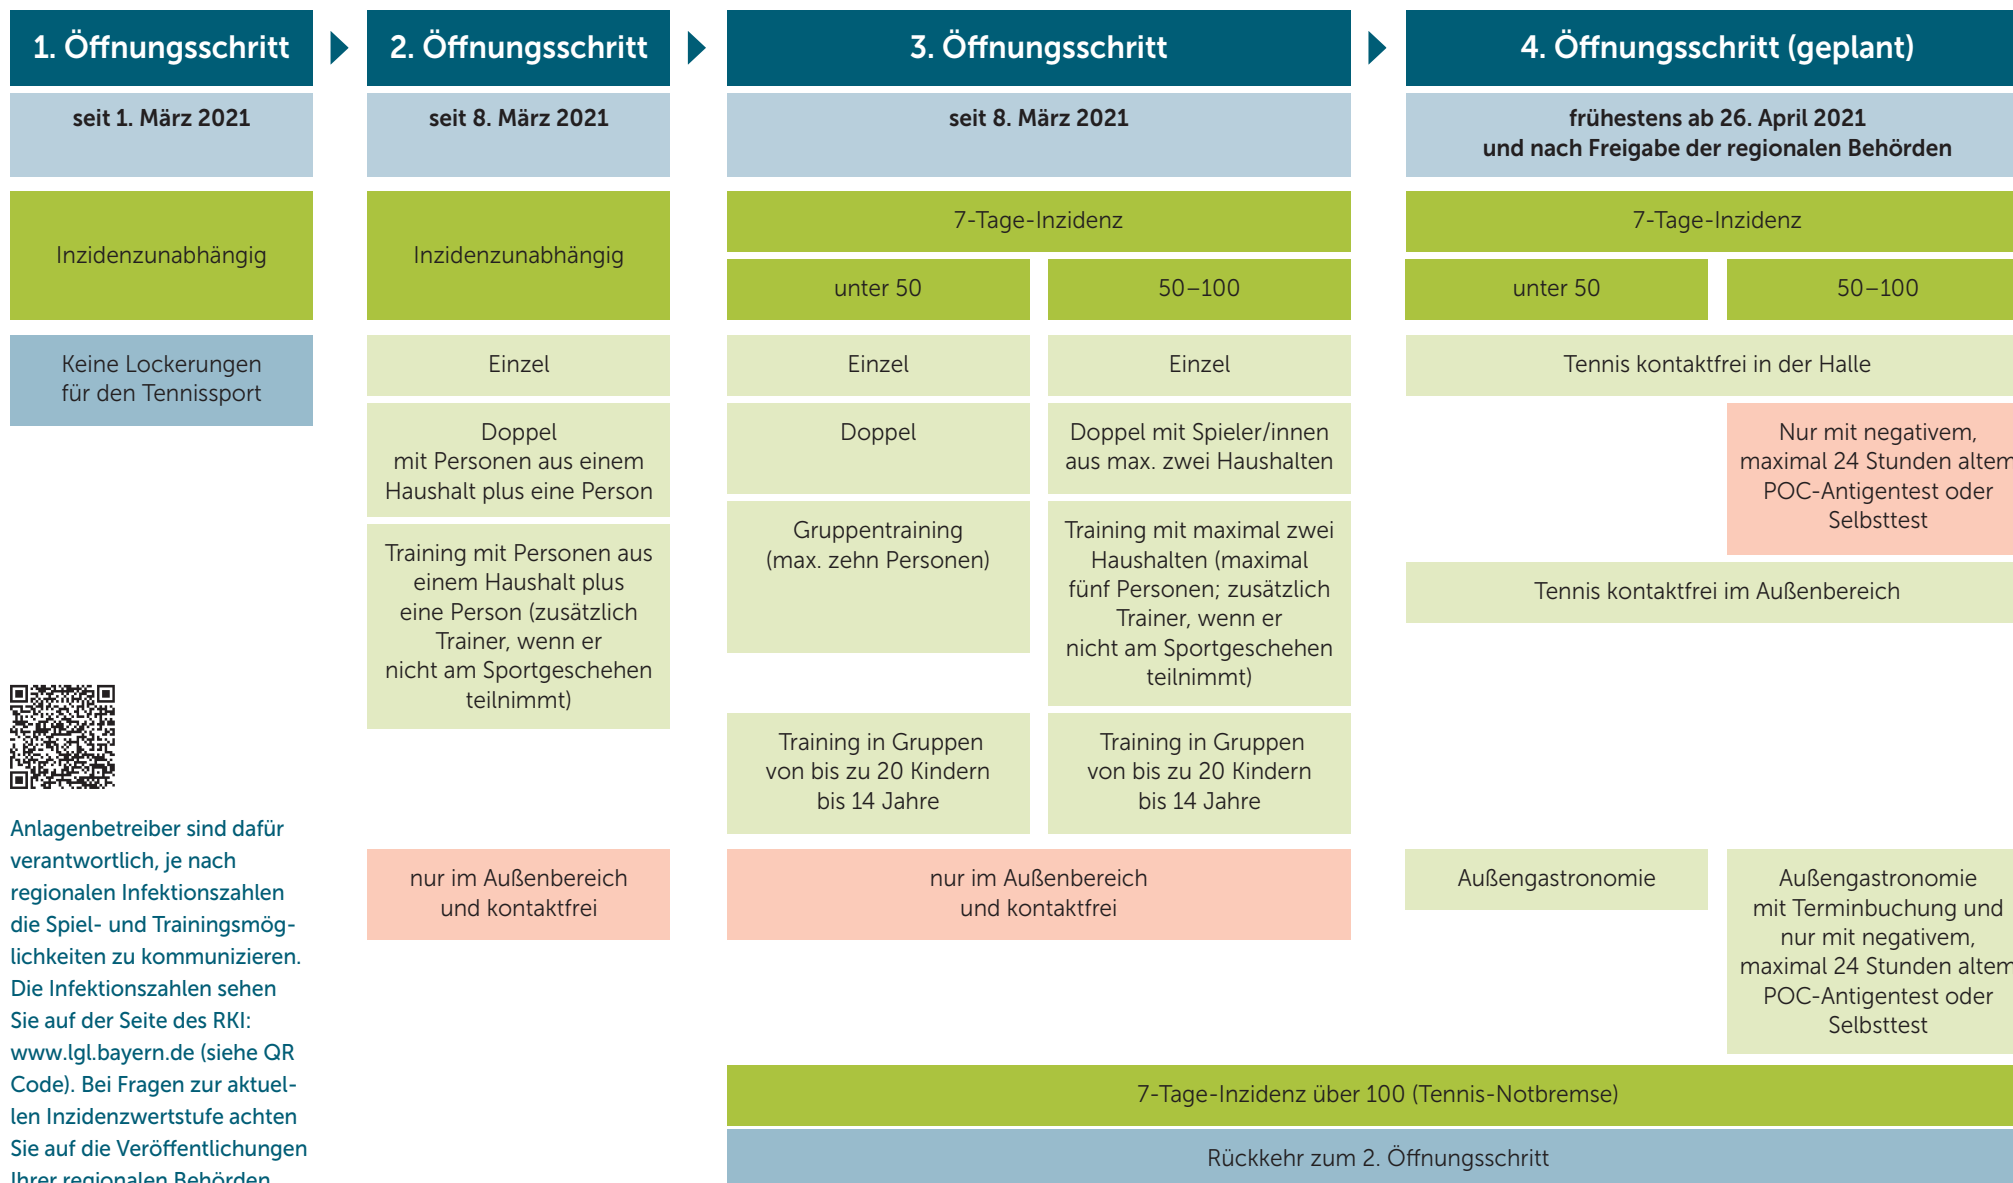 1. Öffnungsschritt
seit 1. März 2021
Inzidenzunabhängig
Keine Lockerungen
für den Tennissport
Anlagenbetreiber sind dafür
verantwortlich, je nach
regionalen Infektionszahlen
die Spiel- und Trainingsmög-
lichkeiten zu kommunizieren.
Die Infektionszahlen sehen
Sie auf der Seite des RKI:
www.lgl.bayern.de (siehe QR
Code). Bei Fragen zur aktuel-
len Inzidenzwertstufe achten
Sie auf die Veröffentlichungen
Ihrer regionalen Behörden
2. Öffnungsschritt
seit 8. März 2021
Inzidenzunabhängig
Einzel
Doppel
mit Personen aus einem
Haushalt plus eine Person
Training mit Personen aus
einem Haushalt plus
eine Person (zusätzlich
Trainer, wenn er
nicht am Sportgeschehen
teilnimmt)
nur im Außenbereich
und kontaktfrei
3. Öffnungsschritt
seit 8. März 2021
7-Tage-Inzidenz
unter 50
Einzel
Doppel
Gruppentraining
(max. zehn Personen)
Training in Gruppen
von bis zu 20 Kindern
bis 14 Jahre
50–100
Einzel
Doppel mit Spieler/innen
aus max. zwei Haushalten
Training mit maximal zwei
Haushalten (maximal
fünf Personen; zusätzlich
Trainer, wenn er
nicht am Sportgeschehen
teilnimmt)
Training in Gruppen
von bis zu 20 Kindern
bis 14 Jahre
nur im Außenbereich
und kontaktfrei
4. Öffnungsschritt (geplant)
frühestens ab 26. April 2021
und nach Freigabe der regionalen Behörden
7-Tage-Inzidenz
unter 50
50–100
Tennis kontaktfrei in der Halle
Nur mit negativem,
maximal 24 Stunden altem
POC-Antigentest oder
Selbsttest
Tennis kontaktfrei im Außenbereich
Außengastronomie
Außengastronomie
mit Terminbuchung und
nur mit negativem,
maximal 24 Stunden altem
POC-Antigentest oder
Selbsttest
7-Tage-Inzidenz über 100 (Tennis-Notbremse)
Rückkehr zum 2. Öffnungsschritt